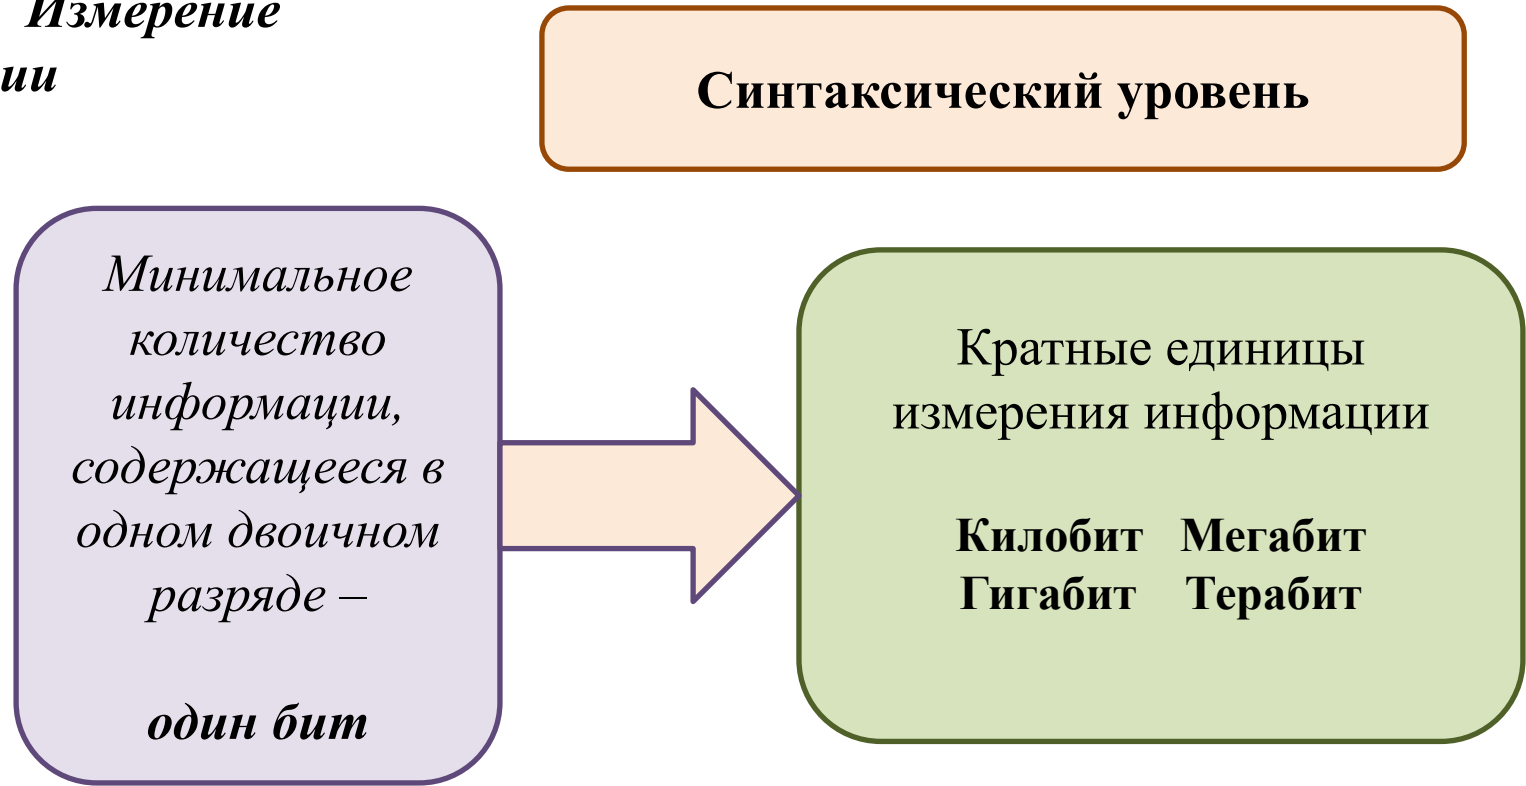 Измерение
ии
Синтаксический уровень
Минимальное
количество
информации,
содержащееся в
одном двоичном
разряде –
один бит
Кратные единицы
измерения информации
Килобит Мегабит
Гигабит Терабит